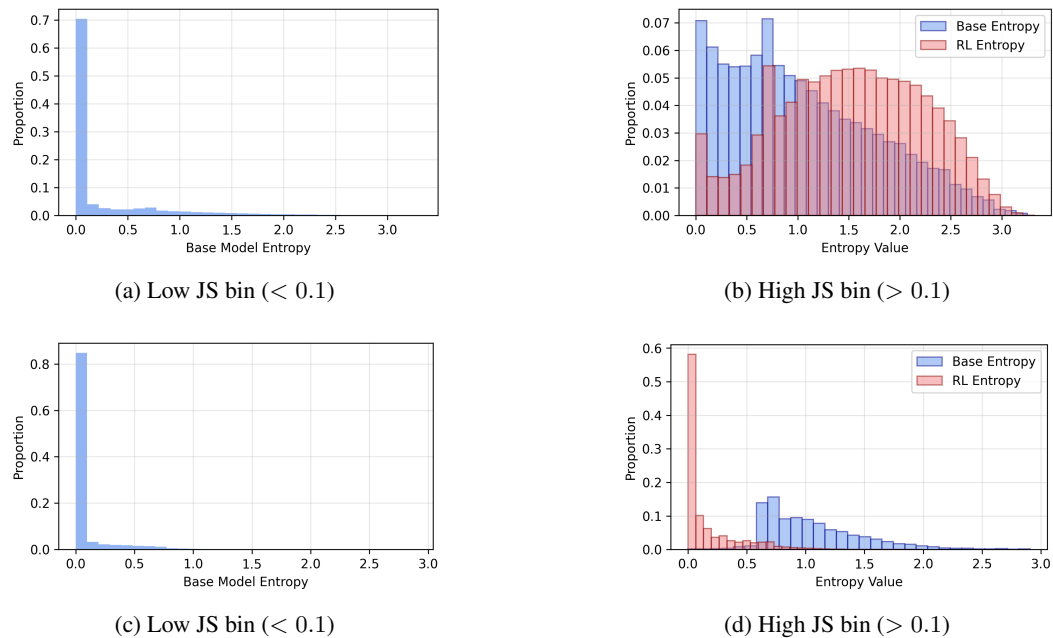 0.7
0.6
0.5
0.4
0.3
0.2
0.1
0.0
Proportion
0.0 0.5 1.0 1.5 2.0 2.5 3.0
Base Model Entropy
(a) Low JS bin (< 0.1)
0.07
0.06
0.05
0.04
0.03
0.02
0.01
0.00
Proportion
Base Entropy
RL Entropy
0.0 0.5 1.0 1.5 2.0 2.5 3.0
Entropy Value
(b) High JS bin (> 0.1)
0.8
0.6
0.4
0.2
0.0
Proportion
0.0 0.5 1.0 1.5 2.0 2.5 3.0
Base Model Entropy
(c) Low JS bin (< 0.1)
0.6
0.5
0.4
0.3
0.2
0.1
0.0
Proportion
Base Entropy
RL Entropy
0.0 0.5 1.0 1.5 2.0 2.5 3.0
Entropy Value
(d) High JS bin (> 0.1)